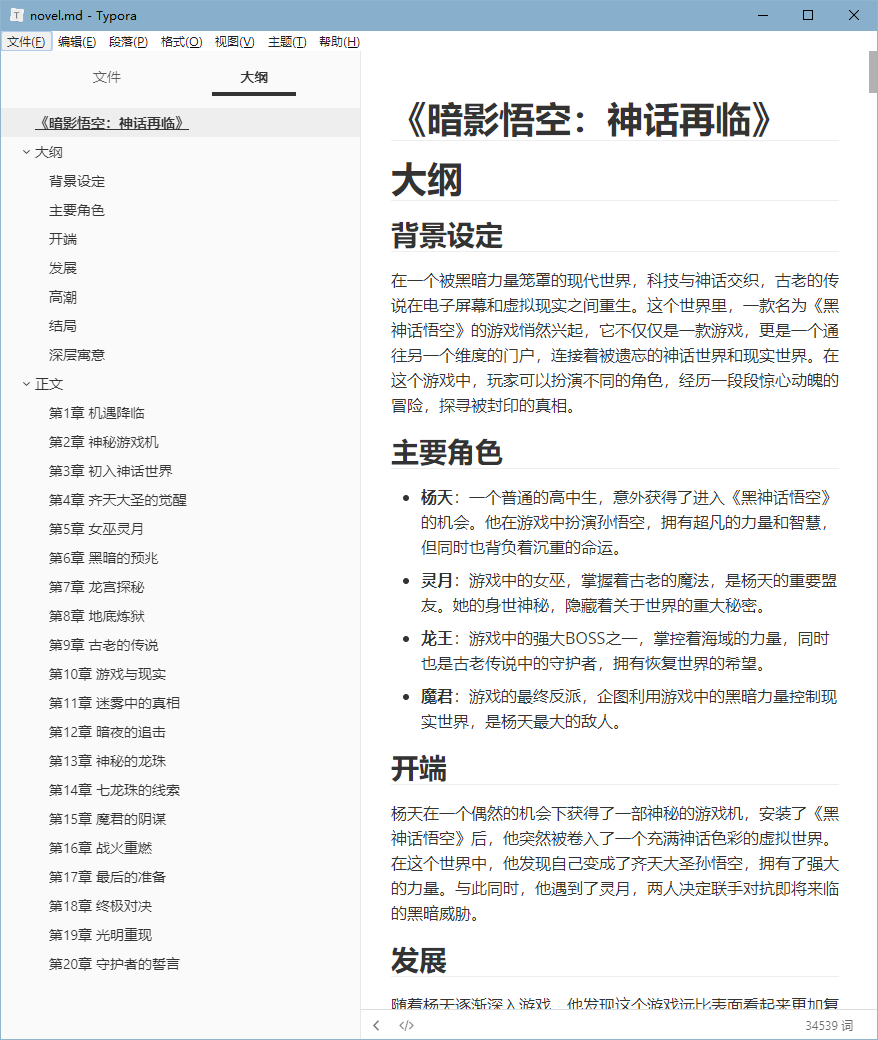 novel.md - Typora
文件(F) 编辑(E) 段落(P) 格式(O) 视图(V) 主题(T) 帮助(H)
文件 大纲
《暗影悟空：神话再临》
大纲
背景设定
主要角色
开端
发展
高潮
结局
深层寓意
正文
第1章 机遇降临
第2章 神秘游戏机
第3章 初入神话世界
第4章 齐天大圣的觉醒
第5章 女巫灵月
第6章 黑暗的预兆
第7章 龙宫探秘
第8章 地底炼狱
第9章 古老的传说
第10章 游戏与现实
第11章 迷雾中的真相
第12章 暗夜的追击
第13章 神秘的龙珠
第14章 七龙珠的线索
第15章 魔君的阴谋
第16章 战火重燃
第17章 最后的准备
第18章 终极对决
第19章 光明重现
第20章 守护者的誓言
《暗影悟空：神话再临》
大纲
背景设定
在一个被黑暗力量笼罩的现代世界，科技与神话交织，古老的传
说在电子屏幕和虚拟现实之间重生。这个世界里，一款名为《黑
神话悟空》的游戏悄然兴起，它不仅仅是一款游戏，更是一个通
往另一个维度的门户，连接着被遗忘的神话世界和现实世界。在
这个游戏中，玩家可以扮演不同的角色，经历一段段惊心动魄的
冒险，探寻被封印的真相。
主要角色
杨天：一个普通的高中生，意外获得了进入《黑神话悟空》
的机会。他在游戏中扮演孙悟空，拥有超凡的力量和智慧，
但同时也背负着沉重的命运。
灵月：游戏中的女巫，掌握着古老的魔法，是杨天的重要盟
友。她的身世神秘，隐藏着关于世界的重大秘密。
龙王：游戏中的强大BOSS之一，掌控着海域的力量，同时
也是古老传说中的守护者，拥有恢复世界的希望。
魔君：游戏的最终反派，企图利用游戏中的黑暗力量控制现
实世界，是杨天最大的敌人。
开端
杨天在一个偶然的机会下获得了一部神秘的游戏机，安装了《黑
神话悟空》后，他突然被卷入了一个充满神话色彩的虚拟世界。
在这个世界中，他发现自己变成了齐天大圣孙悟空，拥有了强大
的力量。与此同时，他遇到了灵月，两人决定联手对抗即将来临
的黑暗威胁。
发展
随着杨天逐渐深入游戏，他发现这个游戏远比表面看起来更加复
</> 34539 词